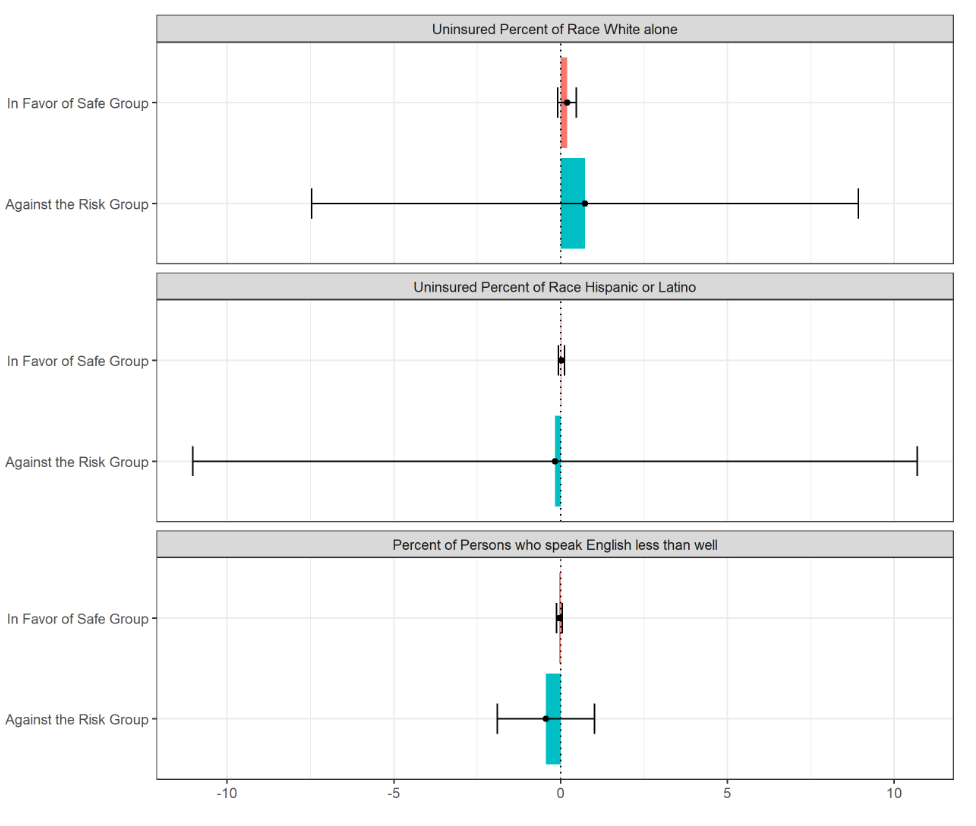 Uninsured Percent of Race White alone
In Favor of Safe Group
Against the Risk Group
Uninsured Percent of Race Hispanic or Latino
In Favor of Safe Group
Against the Risk Group
Percent of Persons who speak English less than well
In Favor of Safe Group
Against the Risk Group
-10 -5 0 5 10